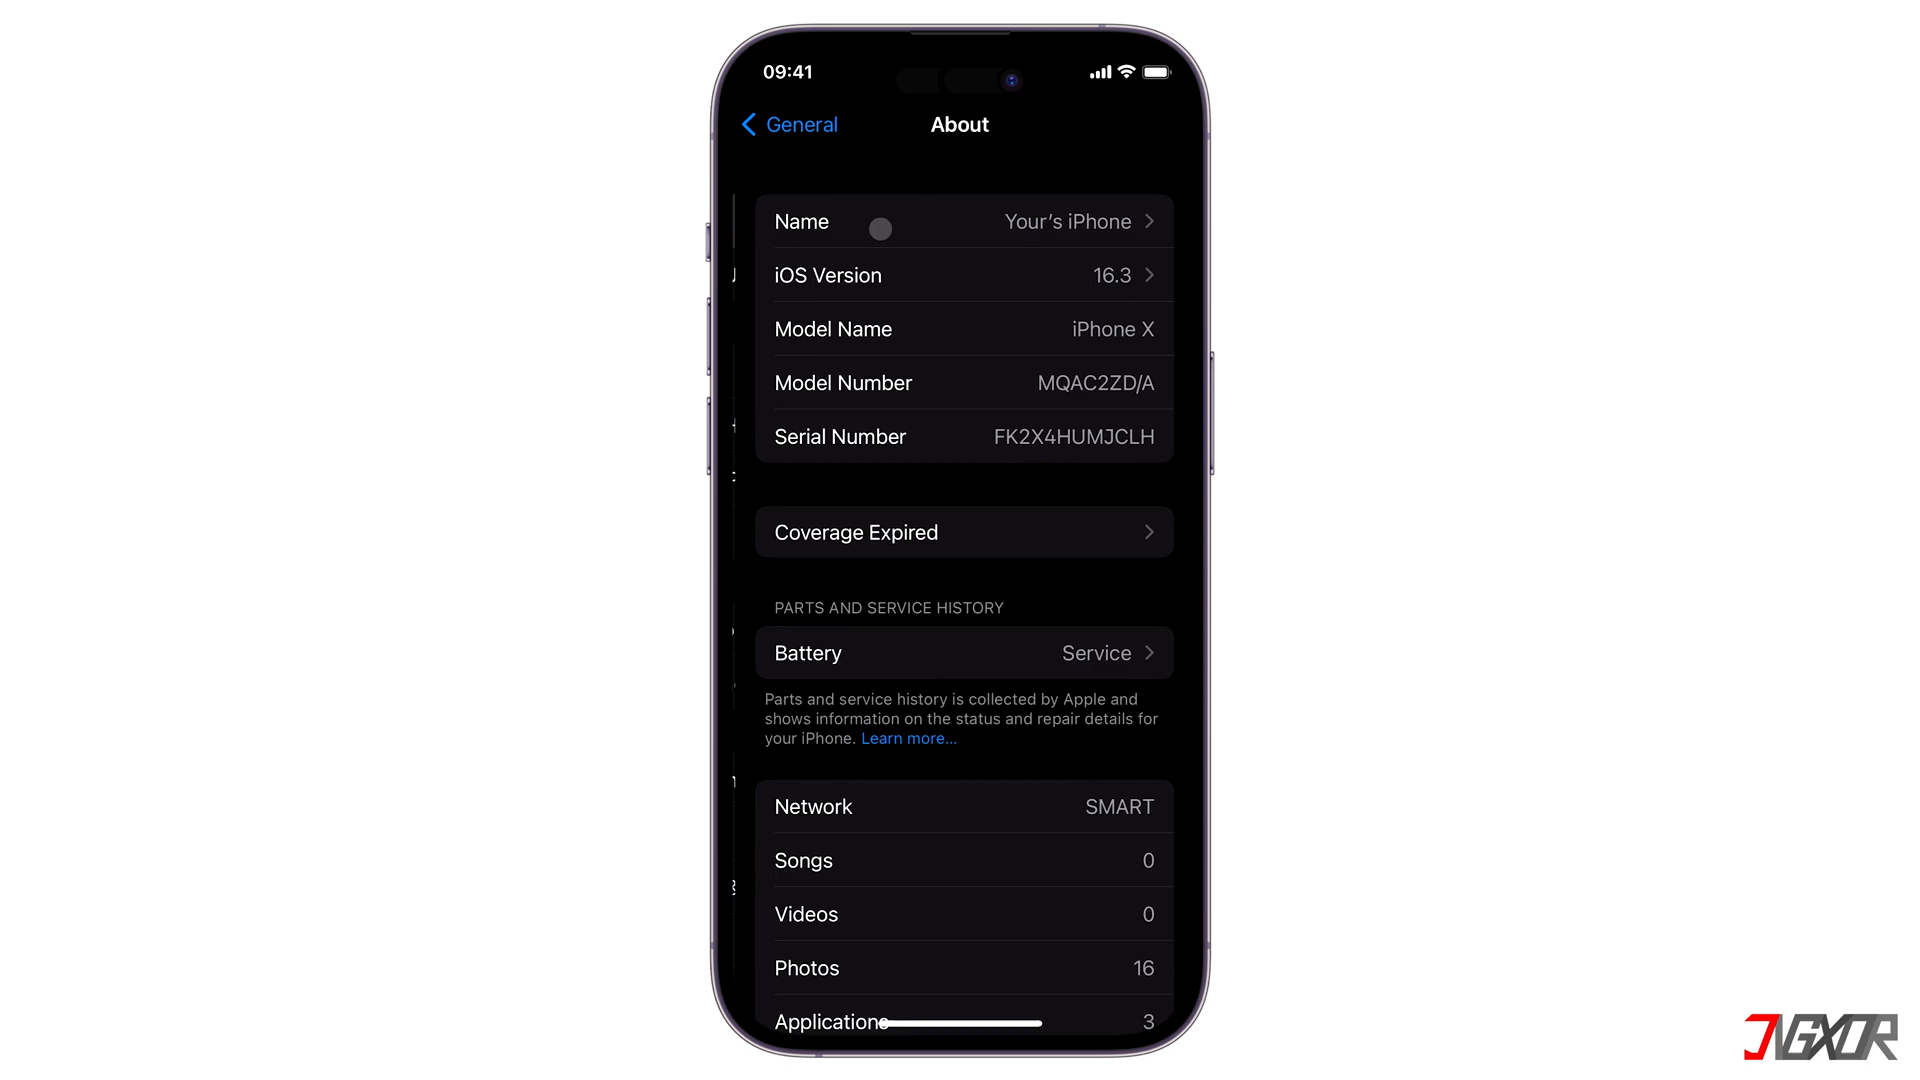 09:41
General
About
Name Your’s iPhone
iOS Version 16.3
Model Name iPhone X
Model Number MQAC2ZD/A
Serial Number FK2X4HUMJCLH
Coverage Expired
PARTS AND SERVICE HISTORY
Battery Service
Parts and service history is collected by Apple and
shows information on the status and repair details for
your iPhone. Learn more...
Network SMART
Songs 0
Videos 0
Photos 16
Applications 3
JVGXOR